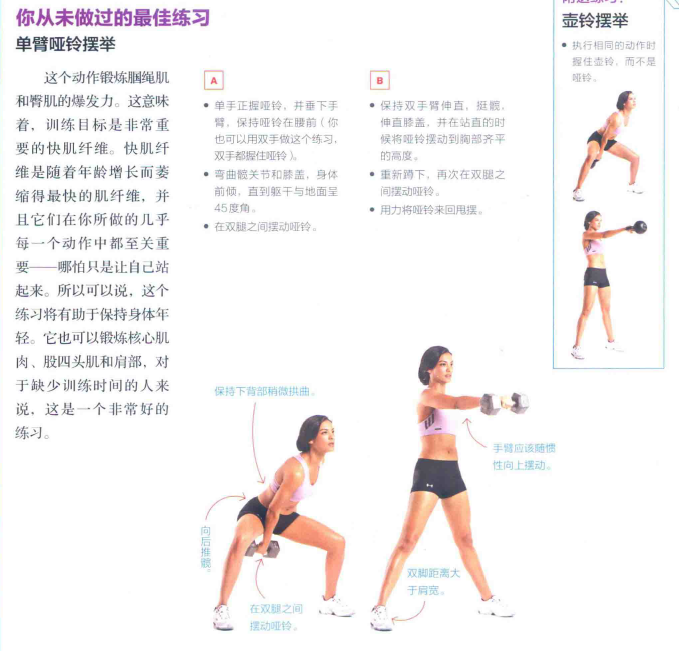 你从未做过的最佳练习
单臂哑铃摆举
这个动作锻炼腘绳肌
和臀肌的爆发力。这意味
着，训练目标是非常重
要的快肌纤维。快肌纤
维是随着年龄增长而萎
缩得最快的肌纤维，并
且它们在你所做的几乎
每一个动作中都至关重
要——哪怕只是让自己站
起来。所以可以说，这个
练习将有助于保持身体年
轻。它也可以锻炼核心肌
肉、股四头肌和肩部，对
于缺少训练时间的人来
说，这是一个非常好的
练习。
A
● 单手正握哑铃，并垂下手
臂，保持哑铃在腰前（你
也可以用双手做这个练习，
双手都握住哑铃）。
● 弯曲髋关节和膝盖，身体
前倾，直到躯干与地面呈
45度角。
● 在双腿之间摆动哑铃。
B
● 保持双手臂伸直，挺髋，
伸直膝盖，并在站直的时
候将哑铃摆动到胸部齐平
的高度。
● 重新蹲下，再次在双腿之
间摆动哑铃。
● 用力将哑铃来回甩摆。
壶铃摆举
● 执行相同的动作时
握住壶铃，而不是
哑铃。
保持下背部稍微拱曲。
向后推髋。
在双腿之间
摆动哑铃。
手臂应该随惯
性向上摆动。
双脚距离大
于肩宽。